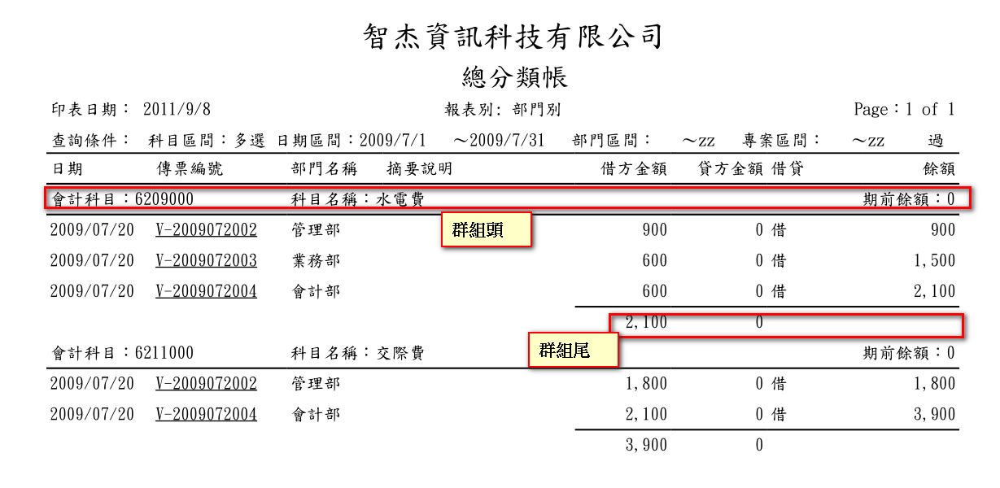 智杰資訊科技有限公司
總分類帳
印表日期： 2011/9/8 報表別: 部門別 Page：1 of 1
查詢條件： 科目區間：多選 日期區間：2009/7/1 ～2009/7/31 部門區間： ～zz 專案區間： ～zz 過
日期 傳票編號 部門名稱 摘要說明 借方金額 貸方金額 借貸 餘額
會計科目：6209000 科目名稱：水電費 期前餘額：0
群組頭
2009/07/20 V-2009072002 管理部 900 0 借 900
2009/07/20 V-2009072003 業務部 600 0 借 1,500
2009/07/20 V-2009072004 會計部 600 0 借 2,100
2,100 0
群組尾
會計科目：6211000 科目名稱：交際費 期前餘額：0
2009/07/20 V-2009072002 管理部 1,800 0 借 1,800
2009/07/20 V-2009072004 會計部 2,100 0 借 3,900
3,900 0